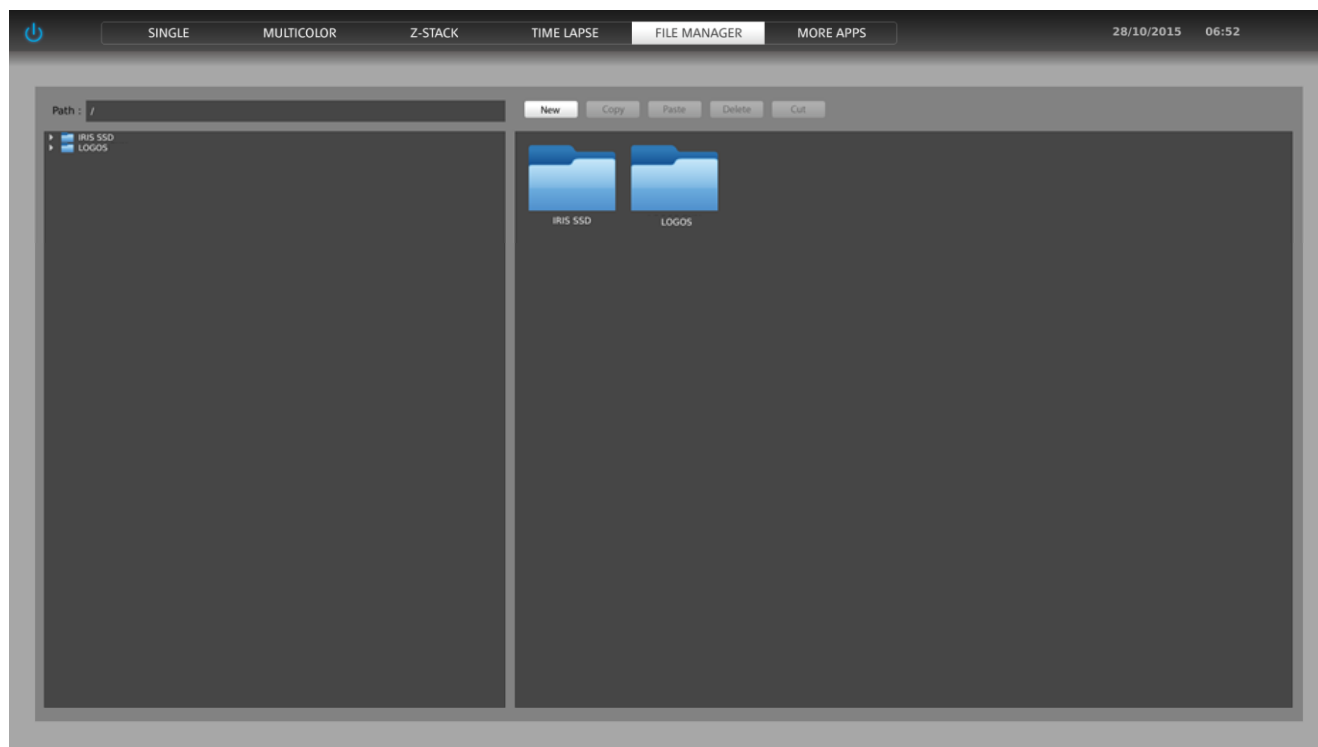 SINGLE MULTICOLOR Z-STACK TIME LAPSE FILE MANAGER MORE APPS 28/10/2015 06:52
Path : / New Copy Paste Delete Cut
IRIS SSD
LOGOS
IRIS SSD LOGOS